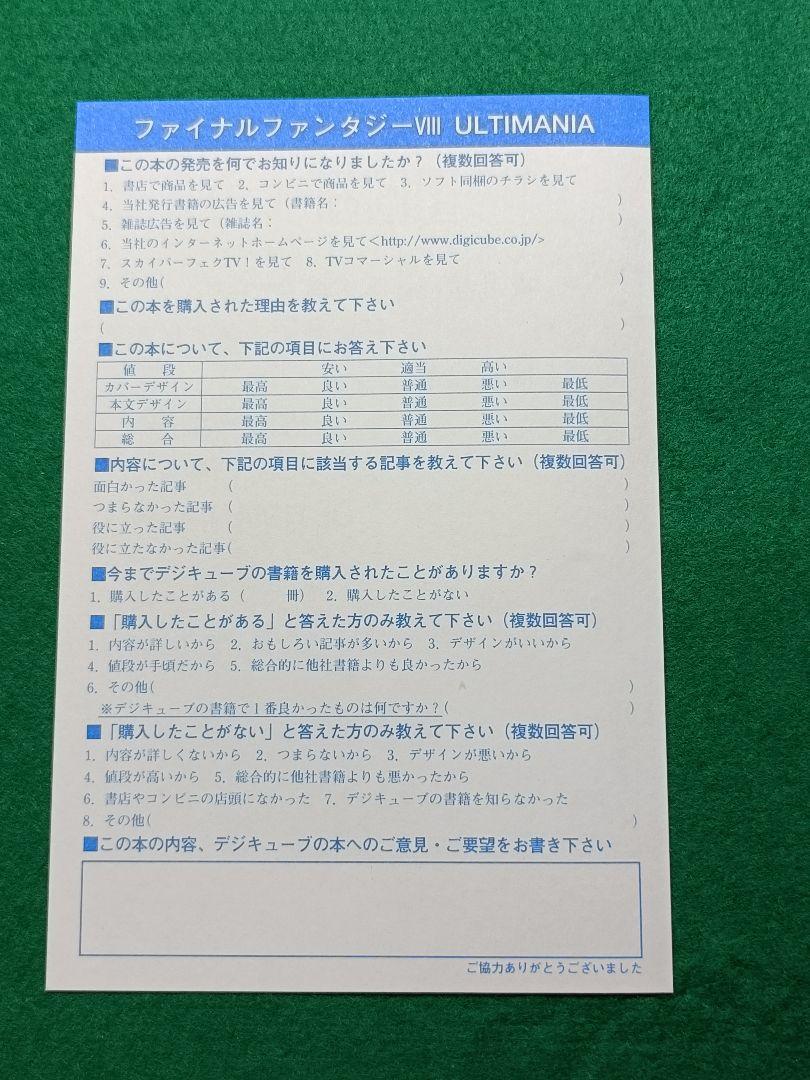 ファイナルファンタジーⅧ ULTIMANIA
■この本の発売を何でお知りになりましたか？（複数回答可）
1．書店で商品を見て　2．コンビニで商品を見て　3．ソフト同梱のチラシを見て
4．当社発行書籍の広告を見て（書籍名：　　　）
5．雑誌広告を見て（雑誌名：　　　）
6．当社のインターネットホームページを見て＜http://www.digicube.co.jp/＞
7．スカイパーフェクTV！を見て　8．TVコマーシャルを見て
9．その他(　　　)
■この本を購入された理由を教えて下さい
(　　　)
■この本について、下記の項目にお答え下さい
値　段　　安い　適当　高い
カバーデザイン　最高　良い　普通　悪い　最低
本文デザイン　最高　良い　普通　悪い　最低
内　容　最高　良い　普通　悪い　最低
総　合　最高　良い　普通　悪い　最低
■内容について、下記の項目に該当する記事を教えて下さい（複数回答可）
面白かった記事　(　　　)
つまらなかった記事　(　　　)
役に立った記事　(　　　)
役に立たなかった記事(　　　)
■今までデジキューブの書籍を購入されたことがありますか？
1．購入したことがある（　　冊）　2．購入したことがない
■「購入したことがある」と答えた方のみ教えて下さい（複数回答可）
1．内容が詳しいから　2．おもしろい記事が多いから　3．デザインがいいから
4．値段が手頃だから　5．総合的に他社書籍よりも良かったから
6．その他(　　　)
※デジキューブの書籍で１番良かったものは何ですか？(　　　)
■「購入したことがない」と答えた方のみ教えて下さい（複数回答可）
1．内容が詳しくないから　2．つまらないから　3．デザインが悪いから
4．値段が高いから　5．総合的に他社書籍よりも悪かったから
6．書店やコンビニの店頭になかった　7．デジキューブの書籍を知らなかった
8．その他(　　　)
■この本の内容、デジキューブの本へのご意見・ご要望をお書き下さい
ご協力ありがとうございました